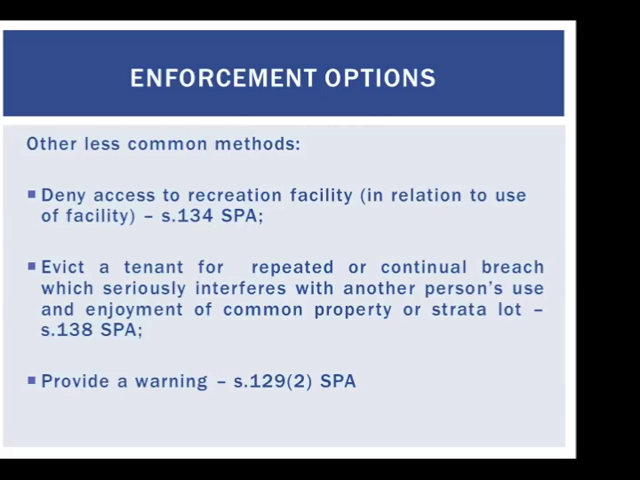 ENFORCEMENT OPTIONS
Other less common methods:
Deny access to recreation facility (in relation to use
of facility) – s.134 SPA;
Evict a tenant for repeated or continual breach
which seriously interferes with another person's use
and enjoyment of common property or strata lot –
s.138 SPA;
Provide a warning – s.129(2) SPA